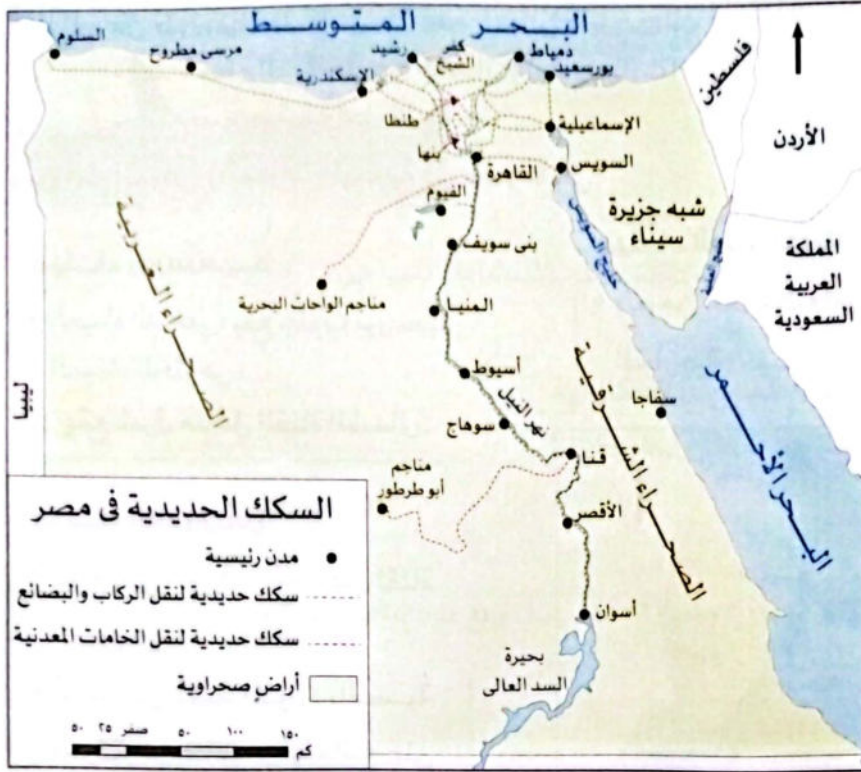 البحر المتوسط
السلوم
مرسى مطروح
الإسكندرية
رشيد
كفر
الشيخ
دمياط
بورسعيد
فلسطين
الأردن
طنطا
بنها
الإسماعيلية
القاهرة
السويس
الفيوم
شبه جزيرة
سيناء
خليج السويس
المملكة
العربية
السعودية
بنى سويف
مناجم الواحات البحرية
المنيا
الصحراء الغربية
أسيوط
نهر النيل
سوهاج
الصحراء الشرقية
سفاجا
البحر الأحمر
ليبيا
قنا
مناجم
أبو طرطور
الأقصر
أسوان
بحيرة
السد العالى
السكك الحديدية فى مصر
مدن رئيسية
سكك حديدية لنقل الركاب والبضائع
سكك حديدية لنقل الخامات المعدنية
أراضٍ صحراوية
٥٠ ٢٥ صفر ٥٠ ١٠٠ ١٥٠
كم